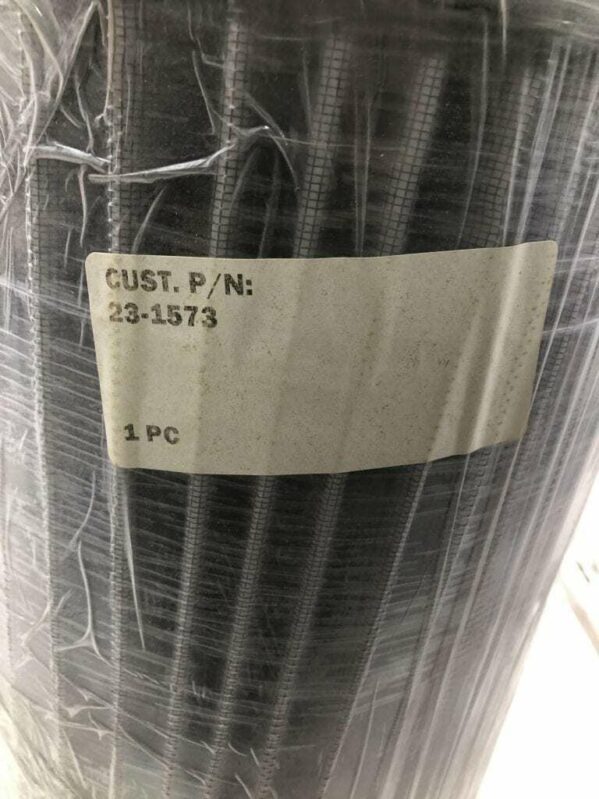 CUST. P/N:
23-1573
1 PC